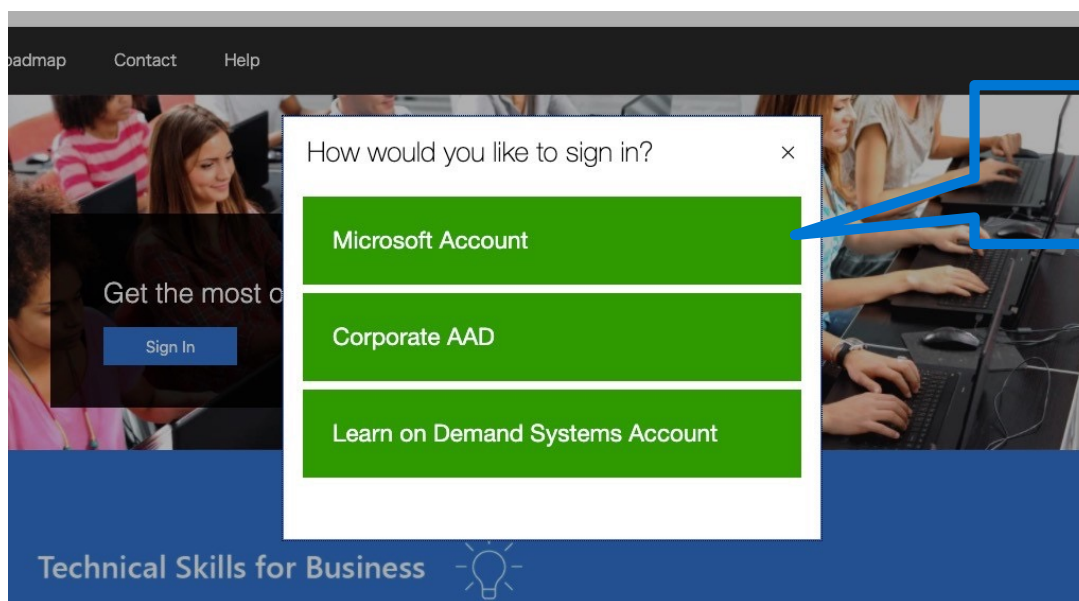 Contact
Help
How would you like to sign in?
Microsoft Account
Get the most
Sign In
Corporate AAD
Learn on Demand Systems Account
Technical Skills for Business